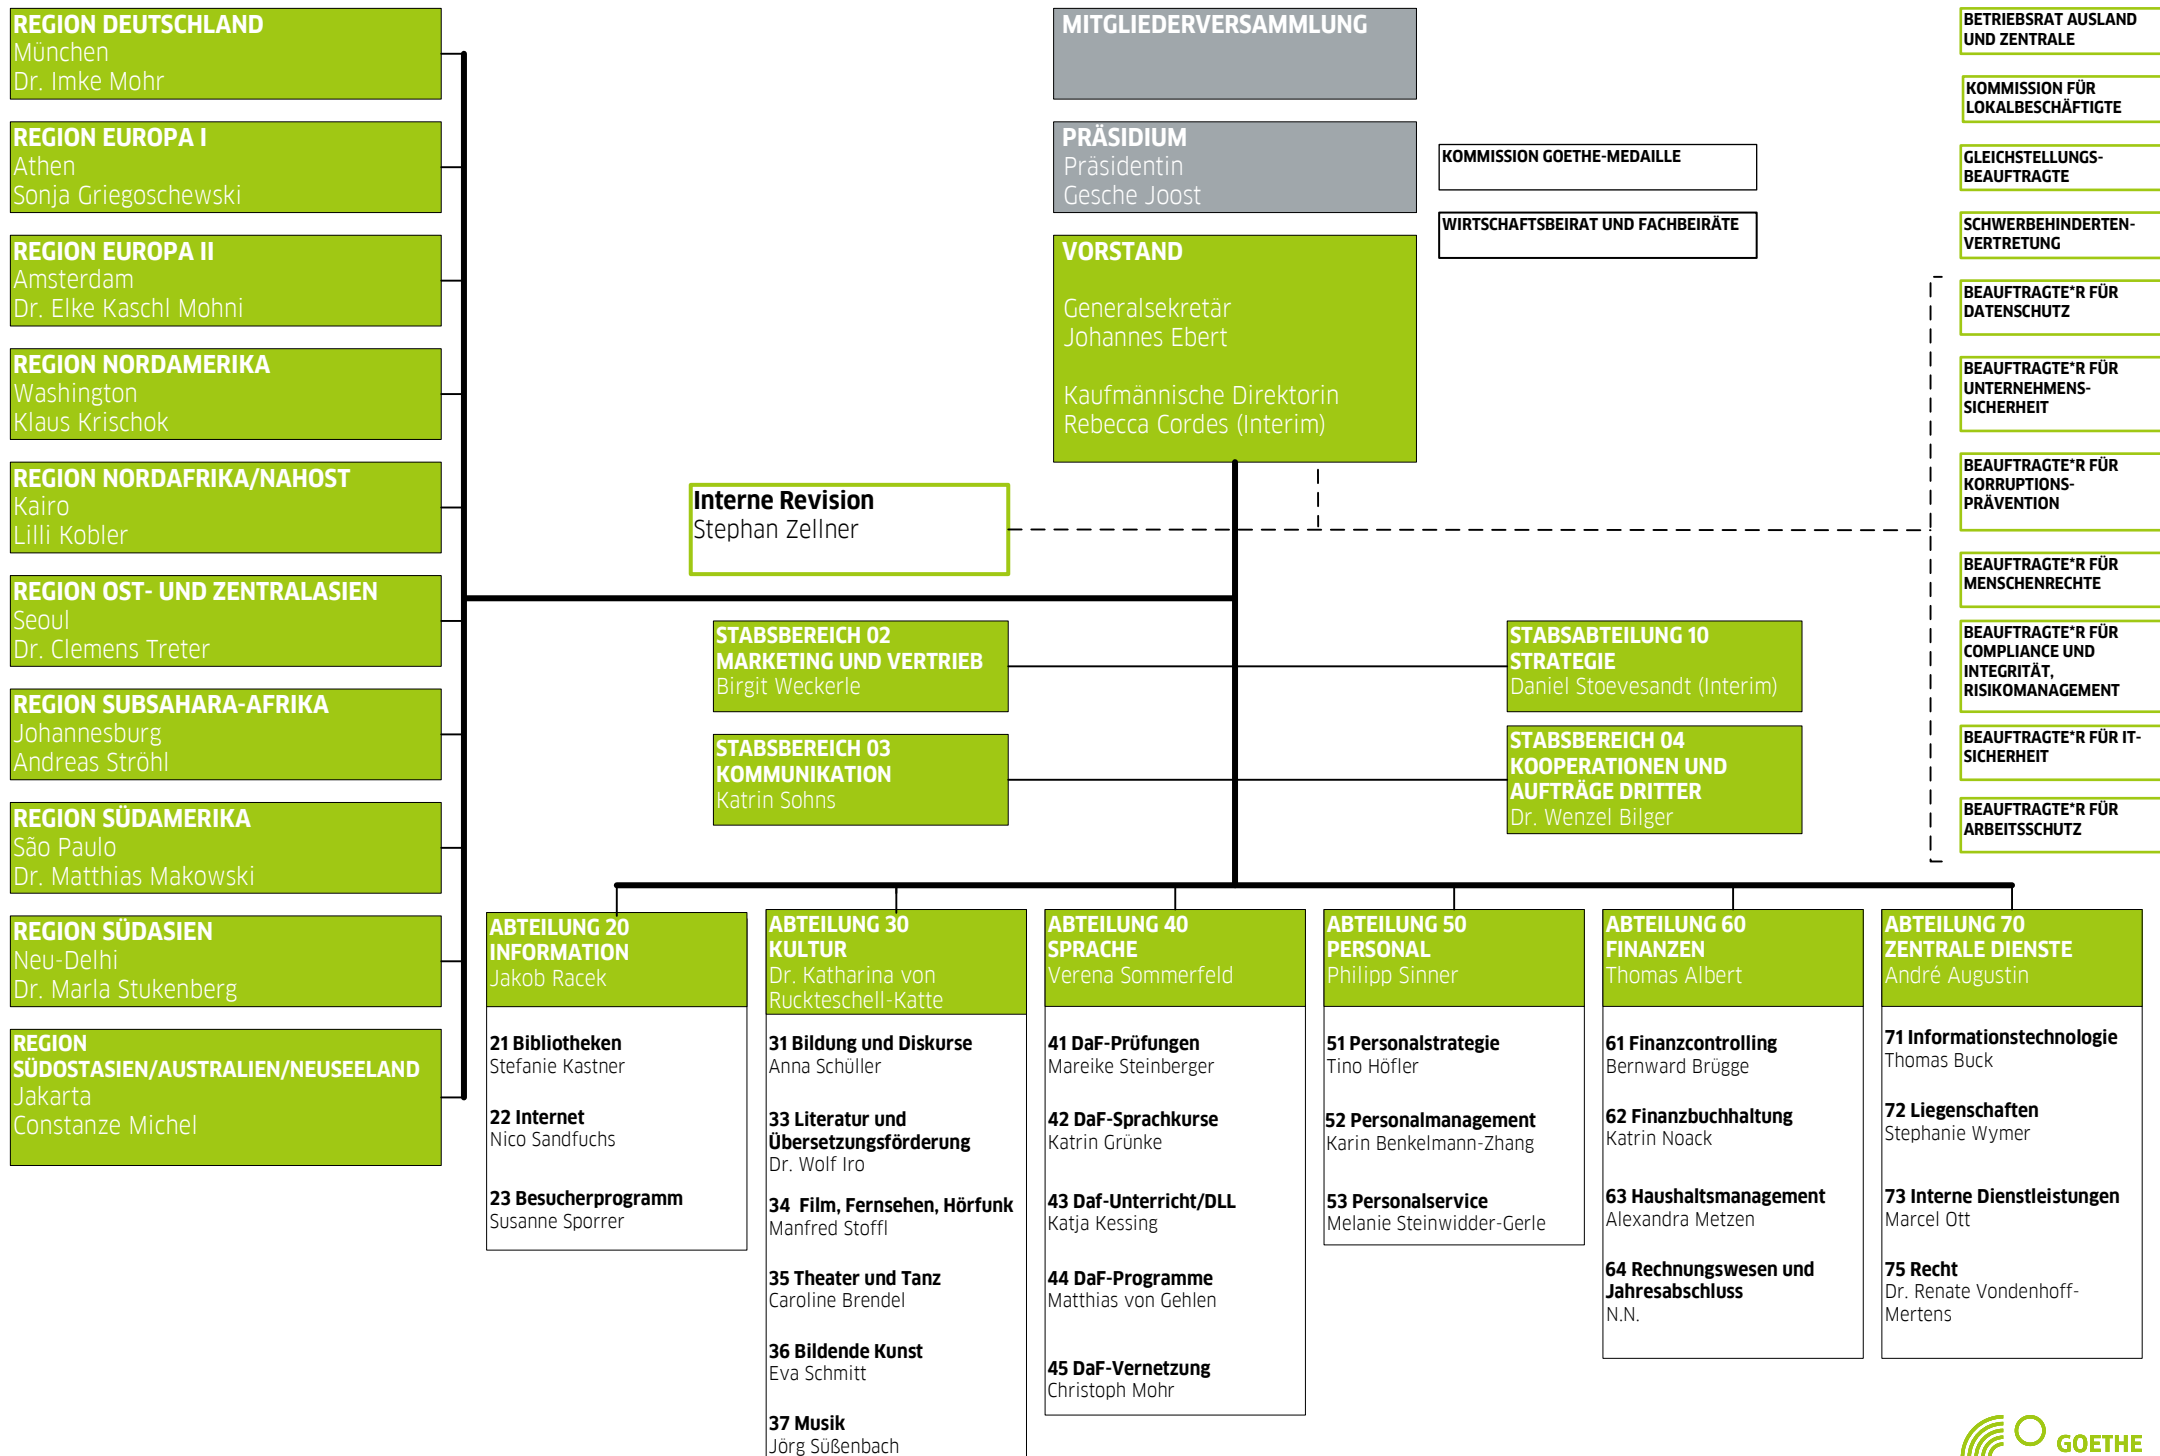 REGION DEUTSCHLAND
München
Dr. Imke Mohr
REGION EUROPA I
Athen
Sonja Griegoschewski
REGION EUROPA II
Amsterdam
Dr. Elke Kaschl Mohni
REGION NORDAMERIKA
Washington
Klaus Krischok
REGION NORDAFRIKA/NAHOST
Kairo
Lilli Kobler
REGION OST- UND ZENTRALASIEN
Seoul
Dr. Clemens Treter
REGION SUBSAHARA-AFRIKA
Johannesburg
Andreas Ströhl
REGION SÜDAMERIKA
São Paulo
Dr. Matthias Makowski
REGION SÜDASIEN
Neu-Delhi
Dr. Marla Stukenberg
REGION
SÜDOSTASIEN/AUSTRALIEN/NEUSEELAND
Jakarta
Constanze Michel
MITGLIEDERVERSAMMLUNG
PRÄSIDIUM
Präsidentin
Gesche Joost
VORSTAND
Generalsekretär
Johannes Ebert
Kaufmännische Direktorin
Rebecca Cordes (Interim)
KOMMISSION GOETHE-MEDAILLE
WIRTSCHAFTSBEIRAT UND FACHBEIRÄTE
Interne Revision
Stephan Zellner
STABSBEREICH 02
MARKETING UND VERTRIEB
Birgit Weckerle
STABSABTEILUNG 10
STRATEGIE
Daniel Stoevesandt (Interim)
STABSBEREICH 03
KOMMUNIKATION
Katrin Sohns
STABSBEREICH 04
KOOPERATIONEN UND
AUFTRÄGE DRITTER
Dr. Wenzel Bilger
BETRIEBSRAT AUSLAND
UND ZENTRALE
KOMMISSION FÜR
LOKALBESCHÄFTIGTE
GLEICHSTELLUNGS-
BEAUFTRAGTE
SCHWERBEHINDERTEN-
VERTRETUNG
BEAUFTRAGTE*R FÜR
DATENSCHUTZ
BEAUFTRAGTE*R FÜR
UNTERNEHMENS-
SICHERHEIT
BEAUFTRAGTE*R FÜR
KORRUPTIONS-
PRÄVENTION
BEAUFTRAGTE*R FÜR
MENSCHENRECHTE
BEAUFTRAGTE*R FÜR
COMPLIANCE UND
INTEGRITÄT,
RISIKOMANAGEMENT
BEAUFTRAGTE*R FÜR IT-
SICHERHEIT
BEAUFTRAGTE*R FÜR
ARBEITSSCHUTZ
ABTEILUNG 20
INFORMATION
Jakob Racek
21 Bibliotheken
Stefanie Kastner
22 Internet
Nico Sandfuchs
23 Besucherprogramm
Susanne Sporrer
ABTEILUNG 30
KULTUR
Dr. Katharina von
Ruckteschell-Katte
31 Bildung und Diskurse
Anna Schüller
33 Literatur und
Übersetzungsförderung
Dr. Wolf Iro
34 Film, Fernsehen, Hörfunk
Manfred Stoffl
35 Theater und Tanz
Caroline Brendel
36 Bildende Kunst
Eva Schmitt
37 Musik
Jörg Süßenbach
ABTEILUNG 40
SPRACHE
Verena Sommerfeld
41 DaF-Prüfungen
Mareike Steinberger
42 DaF-Sprachkurse
Katrin Grünke
43 Daf-Unterricht/DLL
Katja Kessing
44 DaF-Programme
Matthias von Gehlen
45 DaF-Vernetzung
Christoph Mohr
ABTEILUNG 50
PERSONAL
Philipp Sinner
51 Personalstrategie
Tino Höfler
52 Personalmanagement
Karin Benkelmann-Zhang
53 Personalservice
Melanie Steinwidder-Gerle
ABTEILUNG 60
FINANZEN
Thomas Albert
61 Finanzcontrolling
Bernward Brügge
62 Finanzbuchhaltung
Katrin Noack
63 Haushaltsmanagement
Alexandra Metzen
64 Rechnungswesen und
Jahresabschluss
N.N.
ABTEILUNG 70
ZENTRALE DIENSTE
André Augustin
71 Informationstechnologie
Thomas Buck
72 Liegenschaften
Stephanie Wymer
73 Interne Dienstleistungen
Marcel Ott
75 Recht
Dr. Renate Vondenhoff-
Mertens
GOETHE